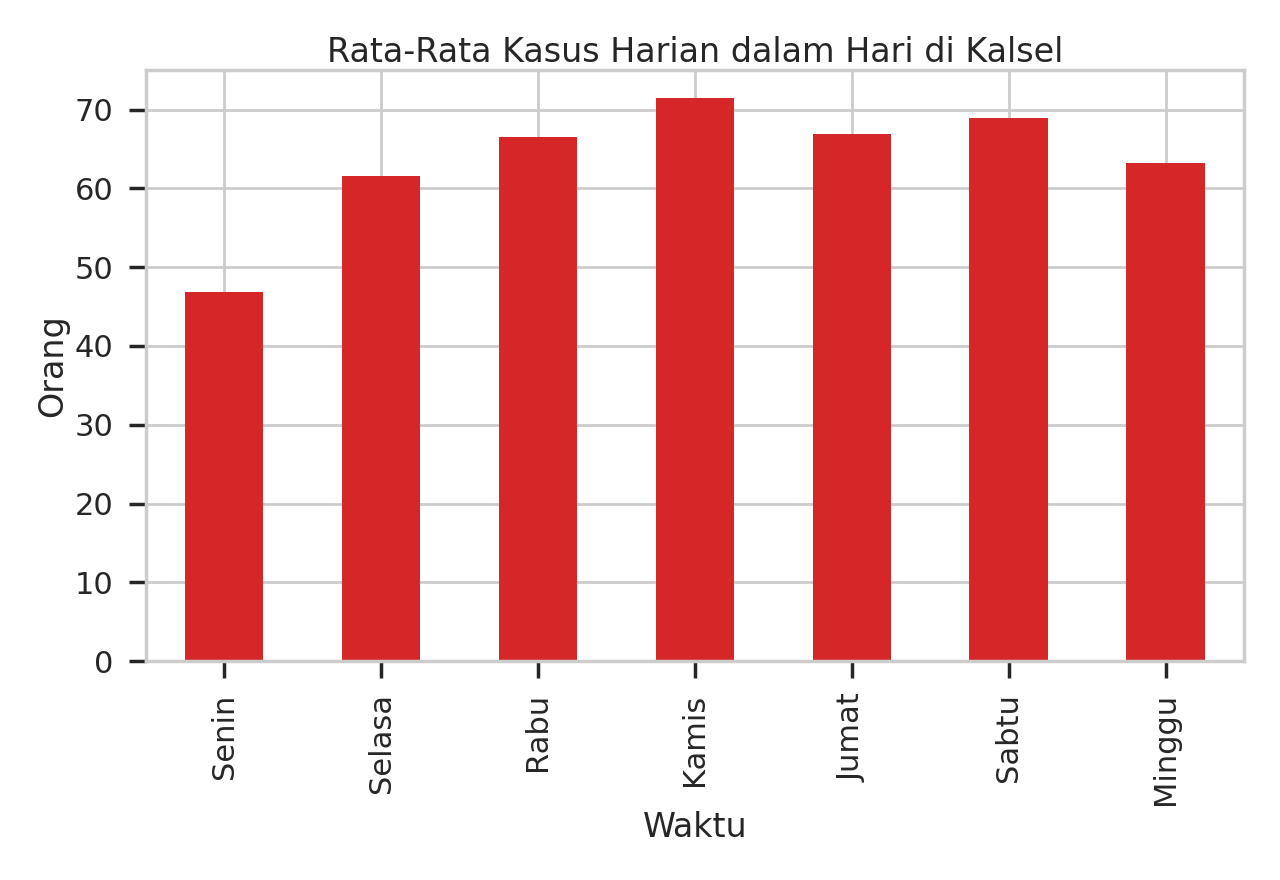 Rata-Rata Kasus Harian dalam Hari di Kalsel
70
60
50
40
30
20
10
0
Orang
Senin
Selasa
Rabu
Kamis
Jumat
Sabtu
Minggu
Waktu